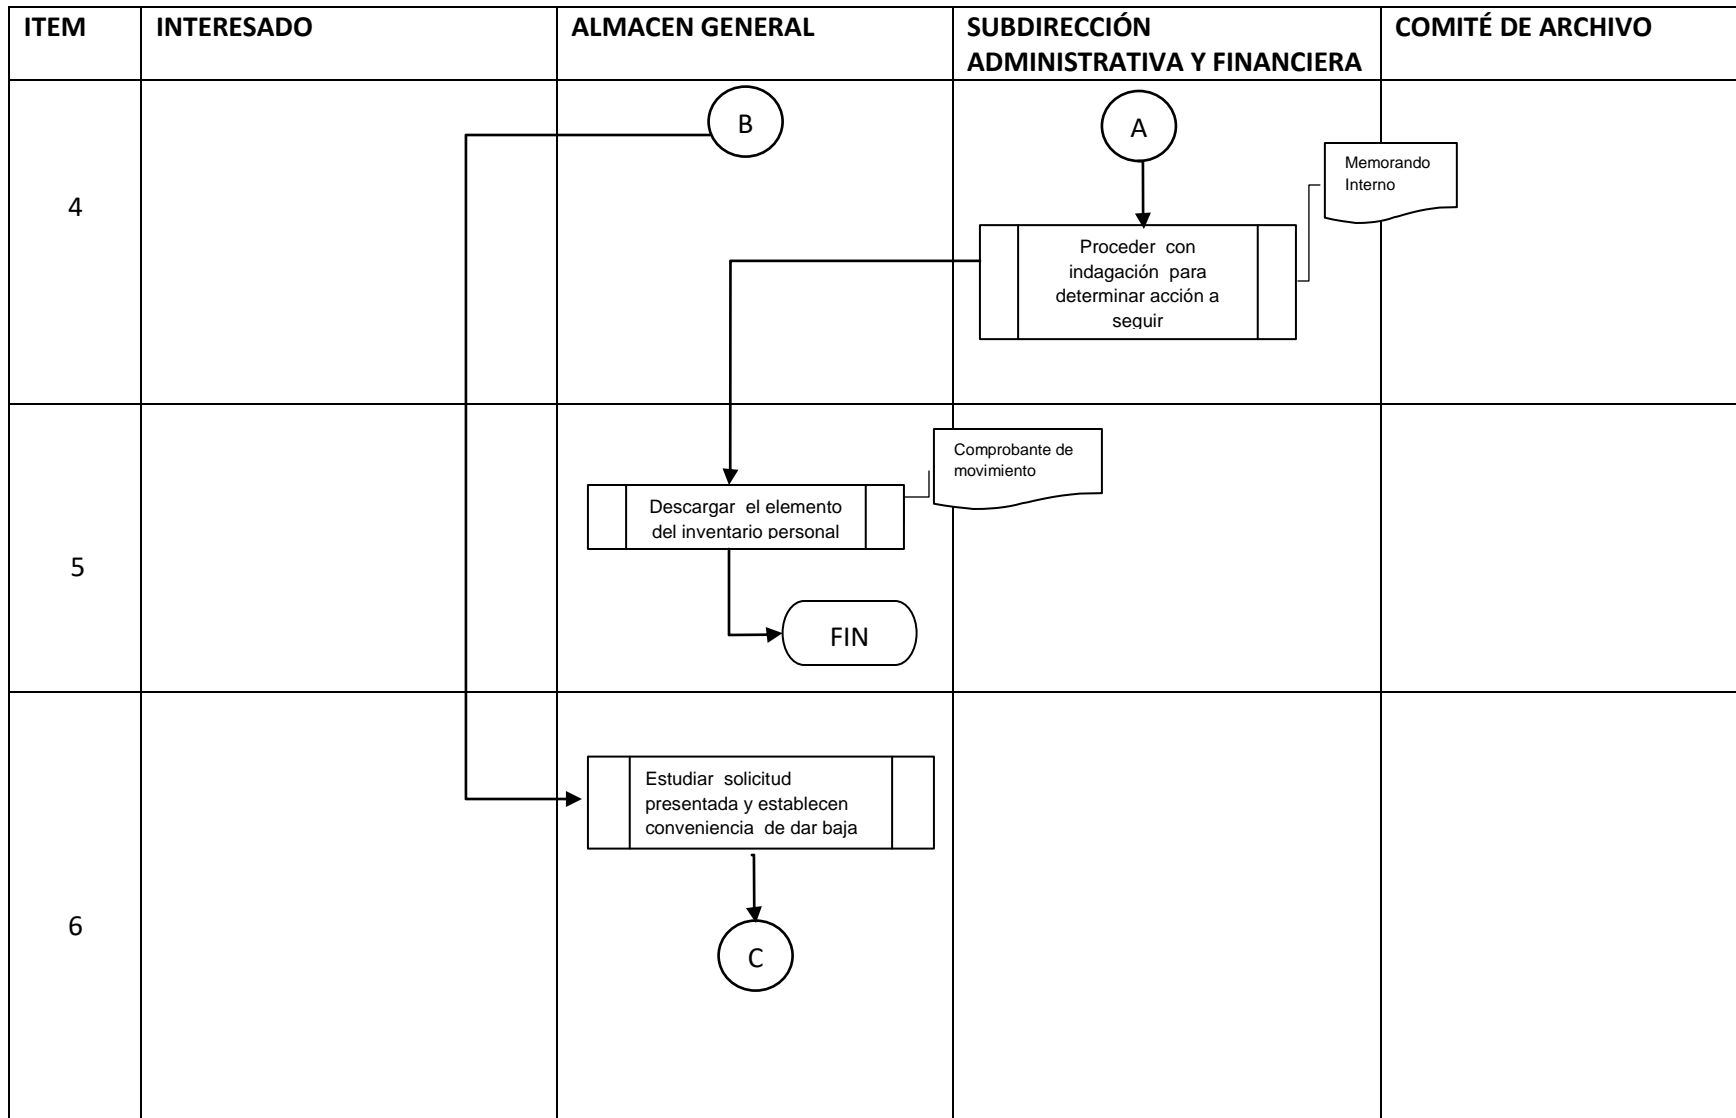 ITEM
INTERESADO
ALMACEN GENERAL
SUBDIRECCIÓN
ADMINISTRATIVA Y FINANCIERA
COMITÉ DE ARCHIVO
4
B
A
Memorando
Interno
Proceder con
indagación para
determinar acción a
seguir
5
Comprobante de
movimiento
Descargar el elemento
del inventario personal
FIN
6
Estudiar solicitud
presentada y establecen
conveniencia de dar baja
C